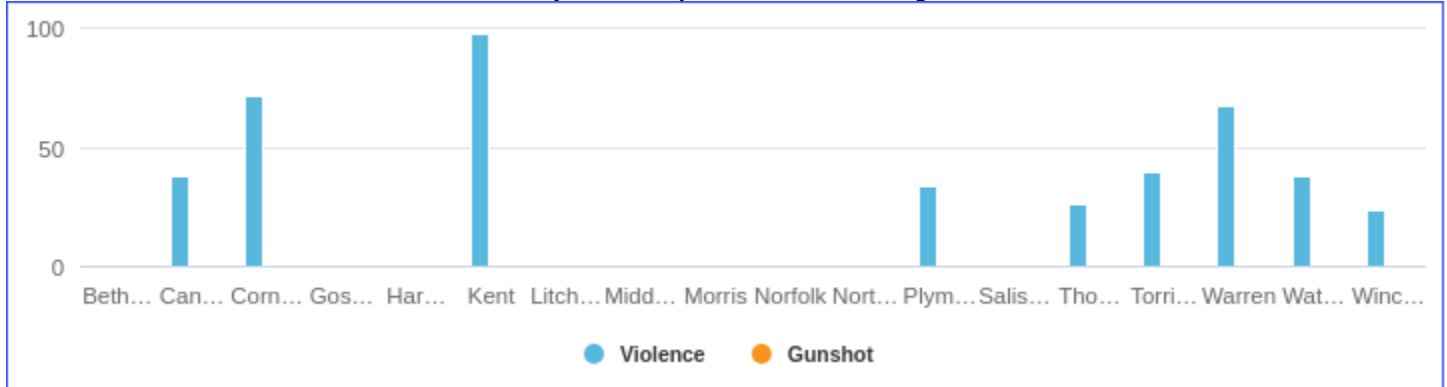 100
50
0
Beth… Can… Corn… Gos… Har… Kent Litch… Midd… Morris Norfolk Nort… Plym… Salis… Tho… Torri… Warren Wat… Winc…
Violence Gunshot